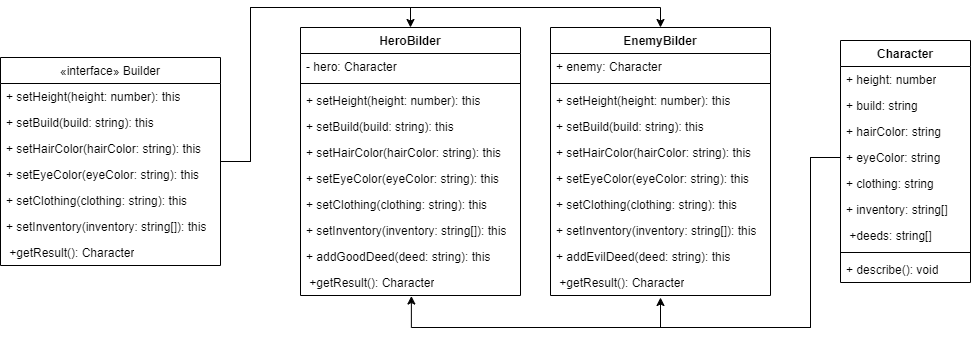 «interface» Builder
+ setHeight(height: number): this
+ setBuild(build: string): this
+ setHairColor(hairColor: string): this
+ setEyeColor(eyeColor: string): this
+ setClothing(clothing: string): this
+ setInventory(inventory: string[]): this
+getResult(): Character
HeroBilder
- hero: Character
+ setHeight(height: number): this
+ setBuild(build: string): this
+ setHairColor(hairColor: string): this
+ setEyeColor(eyeColor: string): this
+ setClothing(clothing: string): this
+ setInventory(inventory: string[]): this
+ addGoodDeed(deed: string): this
+getResult(): Character
EnemyBilder
+ enemy: Character
+ setHeight(height: number): this
+ setBuild(build: string): this
+ setHairColor(hairColor: string): this
+ setEyeColor(eyeColor: string): this
+ setClothing(clothing: string): this
+ setInventory(inventory: string[]): this
+ addEvilDeed(deed: string): this
+getResult(): Character
Character
+ height: number
+ build: string
+ hairColor: string
+ eyeColor: string
+ clothing: string
+ inventory: string[]
+deeds: string[]
+ describe(): void